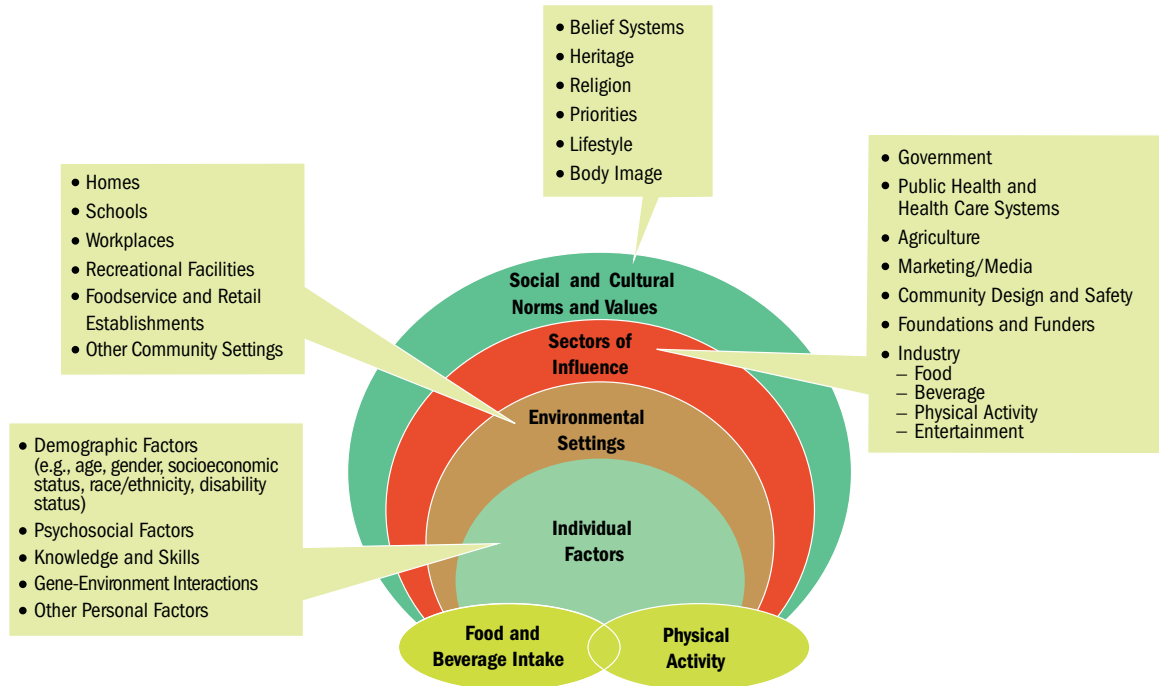 • Belief Systems
• Heritage
• Religion
• Priorities
• Lifestyle
• Body Image
• Homes
• Schools
• Workplaces
• Recreational Facilities
• Foodservice and Retail
Establishments
• Other Community Settings
• Government
• Public Health and
Health Care Systems
• Agriculture
• Marketing/Media
• Community Design and Safety
• Foundations and Funders
• Industry
– Food
– Beverage
– Physical Activity
– Entertainment
• Demographic Factors
(e.g., age, gender, socioeconomic
status, race/ethnicity, disability
status)
• Psychosocial Factors
• Knowledge and Skills
• Gene-Environment Interactions
• Other Personal Factors
Social and Cultural
Norms and Values
Sectors of
Influence
Environmental
Settings
Individual
Factors
Food and
Beverage Intake
Physical
Activity